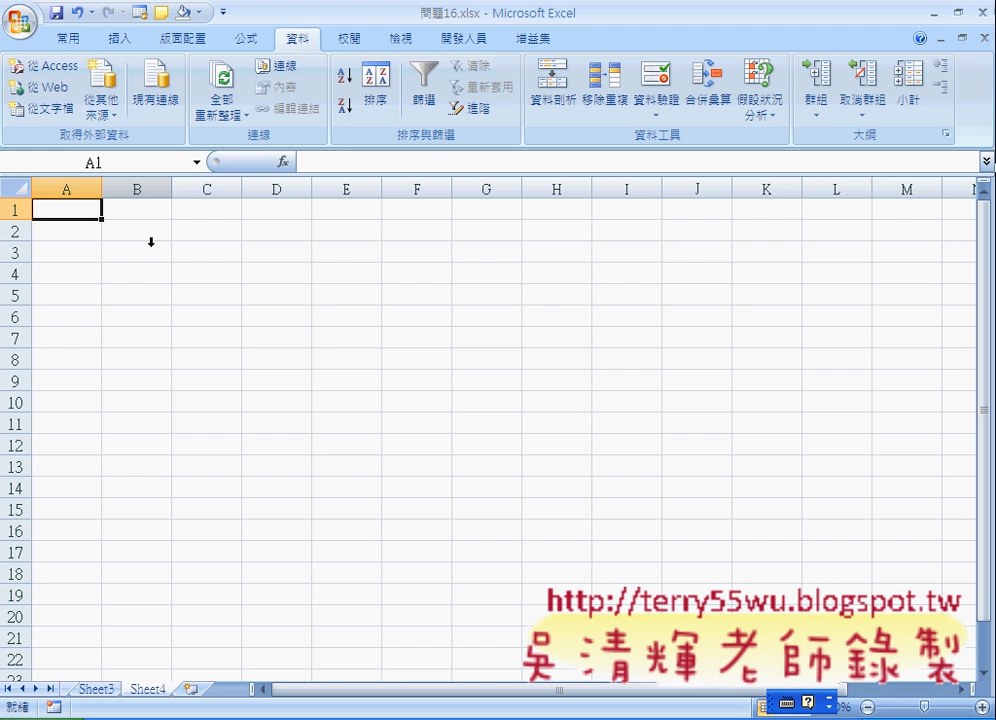 問題16.xlsx - Microsoft Excel
常用 插入 版面配置 公式 資料 校閱 檢視 開發人員 增益集
從 Access
從 Web
從文字檔
從其他
來源
現有連線
取得外部資料
全部
重新整理
連線
內容
編輯連結
連線
排序
篩選
清除
重新套用
進階
排序與篩選
資料剖析 移除重複 資料驗證 合併彙算 假設狀況
分析
資料工具
群組 取消群組 小計
大綱
A1
fx
A B C D E F G H I J K L M N
1
2
3
4
5
6
7
8
9
10
11
12
13
14
15
16
17
18
19
20
21
22
23
http://terry55wu.blogspot.tw
吳清輝老師錄製
Sheet3 Sheet4
就緒
0%